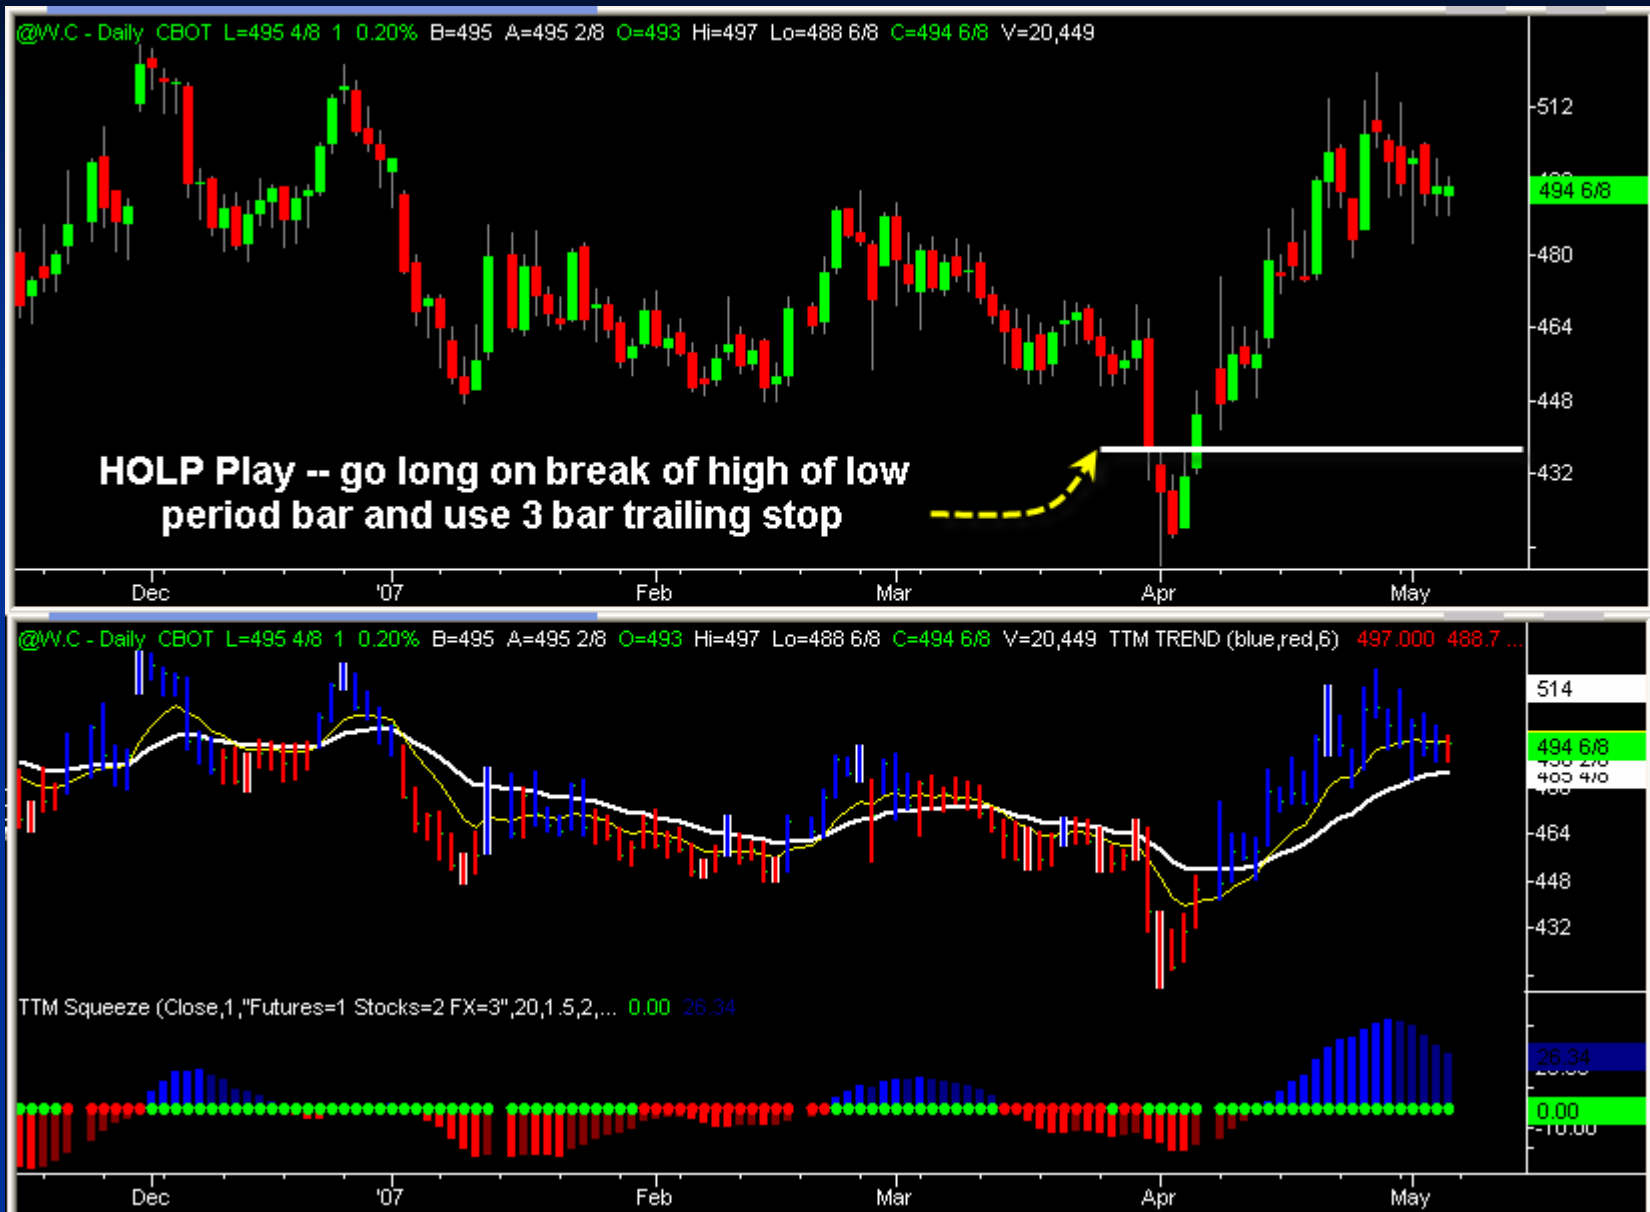 @W.C - Daily CBOT L=495 4/8 1 0.20% B=495 A=495 2/8 O=493 Hi=497 Lo=488 6/8 C=494 6/8 V=20,449
512
494 6/8
480
464
448
432
HOLP Play -- go long on break of high of low
period bar and use 3 bar trailing stop
Dec '07 Feb Mar Apr May
@W.C - Daily CBOT L=495 4/8 1 0.20% B=495 A=495 2/8 O=493 Hi=497 Lo=488 6/8 C=494 6/8 V=20,449 TTM TREND (blue,red,6) 497.000 488.7 ...
514
494 6/8
464
448
432
TTM Squeeze (Close,1,"Futures=1 Stocks=2 FX=3",20,1.5,2,... 0.00 26.34
26.34
0.00
-10.00
Dec '07 Feb Mar Apr May